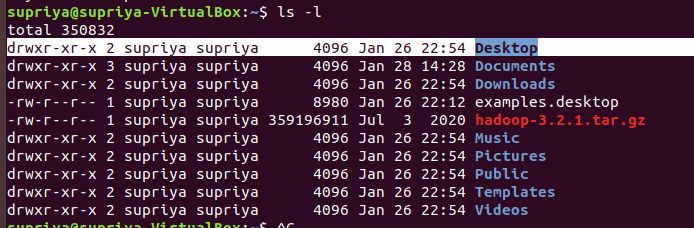 supriya@supriya-VirtualBox:~$ ls -l
total 350832
drwxr-xr-x 2 supriya supriya      4096 Jan 26 22:54 Desktop
drwxr-xr-x 3 supriya supriya      4096 Jan 28 14:28 Documents
drwxr-xr-x 2 supriya supriya      4096 Jan 26 22:54 Downloads
-rw-r--r-- 1 supriya supriya      8980 Jan 26 22:12 examples.desktop
-rw-r--r-- 1 supriya supriya 359196911 Jul  3  2020 hadoop-3.2.1.tar.gz
drwxr-xr-x 2 supriya supriya      4096 Jan 26 22:54 Music
drwxr-xr-x 2 supriya supriya      4096 Jan 26 22:54 Pictures
drwxr-xr-x 2 supriya supriya      4096 Jan 26 22:54 Public
drwxr-xr-x 2 supriya supriya      4096 Jan 26 22:54 Templates
drwxr-xr-x 2 supriya supriya      4096 Jan 26 22:54 Videos
supriya@supriya-VirtualBox:~$ ^C